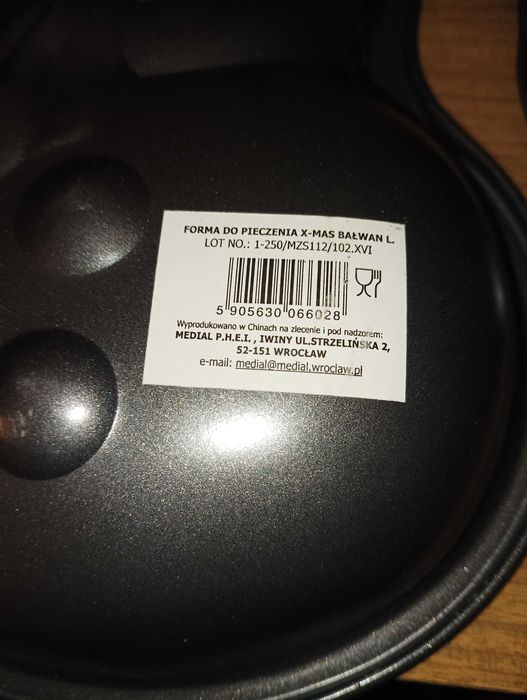 FORMA DO PIECZENIA X-MAS BAŁWAN L.
LOT NO.: 1-250/MZS112/102.XVI
5 905630 066028
Wyprodukowano w Chinach na zlecenie i pod nadzorem:
MEDIAL P.H.E.I. , IWINY UL.STRZELIŃSKA 2,
52-151 WROCŁAW
e-mail: medial@medial.wroclaw.pl